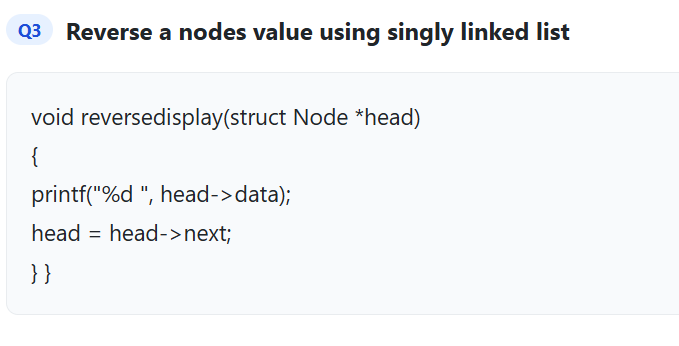 Q3 Reverse a nodes value using singly linked list
void reversedisplay(struct Node *head)
{
printf("%d ", head->data);
head = head->next;
} }